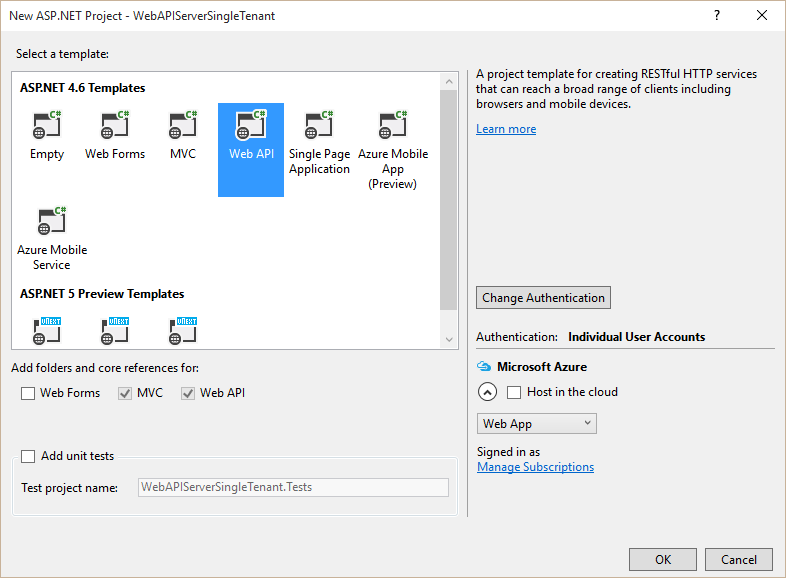 New ASP.NET Project - WebAPIServerSingleTenant
?
Select a template:
ASP.NET 4.6 Templates
C# C# C# C# C# C#
Empty Web Forms MVC Web API Single Page Azure Mobile
Application App
(Preview)
C#
Azure Mobile
Service
ASP.NET 5 Preview Templates
vNEXT vNEXT vNEXT
A project template for creating RESTful HTTP services
that can reach a broad range of clients including
browsers and mobile devices.
Learn more
Change Authentication
Authentication: Individual User Accounts
Microsoft Azure
Host in the cloud
Web App
Signed in as
Manage Subscriptions
Add folders and core references for:
Web Forms MVC Web API
Add unit tests
Test project name: WebAPIServerSingleTenant.Tests
OK Cancel